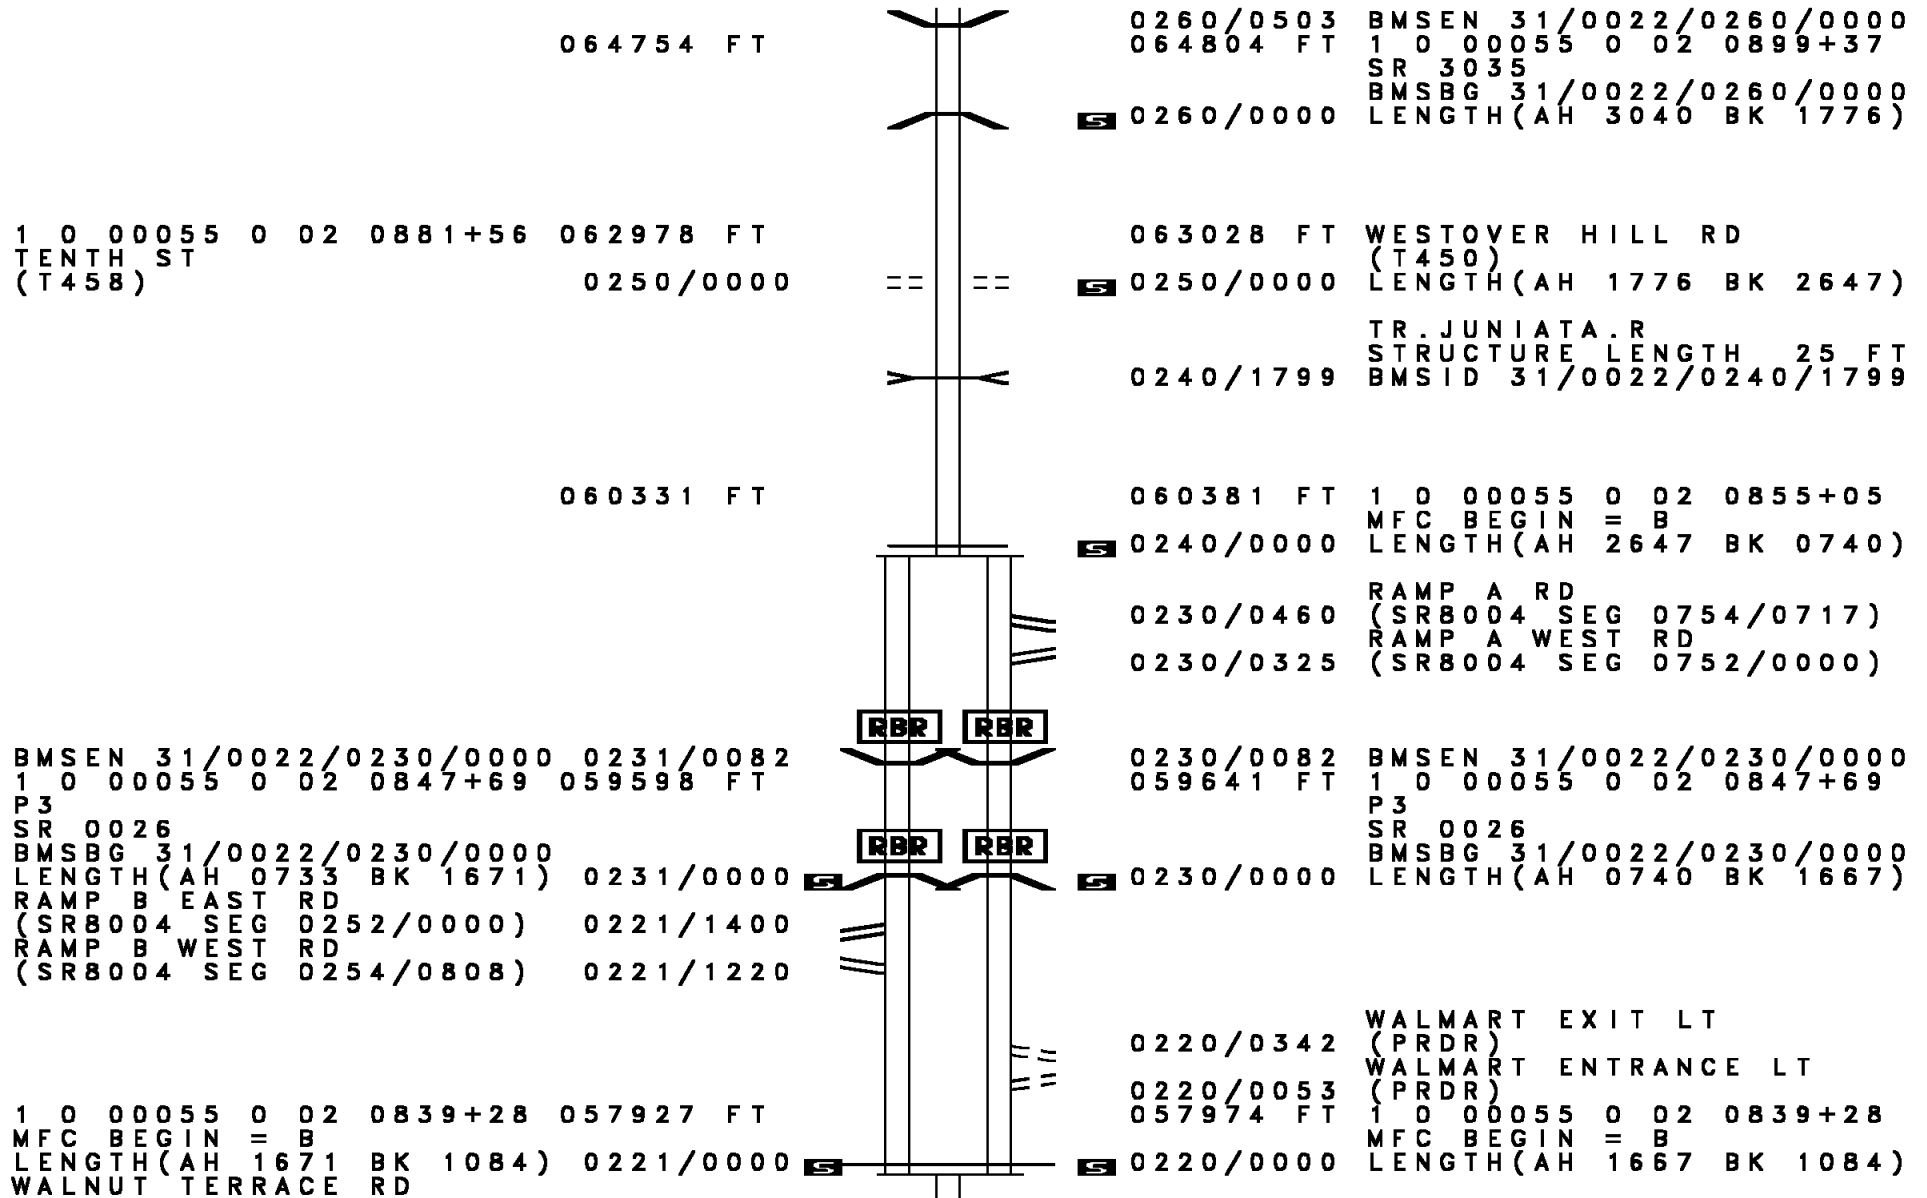 0260/0503 BMSEN 31/0022/0260/0000
064754 FT 064804 FT 1 0 00055 0 02 0899+37
SR 3035
BMSBG 31/0022/0260/0000
S 0260/0000 LENGTH(AH 3040 BK 1776)
1 0 00055 0 02 0881+56 062978 FT 063028 FT WESTOVER HILL RD
TENTH ST (T450)
(T458) 0250/0000 S 0250/0000 LENGTH(AH 1776 BK 2647)
TR.JUNIATA.R
STRUCTURE LENGTH 25 FT
0240/1799 BMSID 31/0022/0240/1799
060331 FT 060381 FT 1 0 00055 0 02 0855+05
MFC BEGIN = B
S 0240/0000 LENGTH(AH 2647 BK 0740)
RAMP A RD
0230/0460 (SR8004 SEG 0754/0717)
RAMP A WEST RD
0230/0325 (SR8004 SEG 0752/0000)
RBR RBR
BMSEN 31/0022/0230/0000 0231/0082 0230/0082 BMSEN 31/0022/0230/0000
1 0 00055 0 02 0847+69 059598 FT 059641 FT 1 0 00055 0 02 0847+69
P3 P3
SR 0026 SR 0026
RBR RBR
BMSBG 31/0022/0230/0000 BMSBG 31/0022/0230/0000
LENGTH(AH 0733 BK 1671) 0231/0000 S S 0230/0000 LENGTH(AH 0740 BK 1667)
RAMP B EAST RD
(SR8004 SEG 0252/0000) 0221/1400
RAMP B WEST RD
(SR8004 SEG 0254/0808) 0221/1220
WALMART EXIT LT
0220/0342 (PRDR)
WALMART ENTRANCE LT
0220/0053 (PRDR)
1 0 00055 0 02 0839+28 057927 FT 057974 FT 1 0 00055 0 02 0839+28
MFC BEGIN = B MFC BEGIN = B
LENGTH(AH 1671 BK 1084) 0221/0000 S S 0220/0000 LENGTH(AH 1667 BK 1084)
WALNUT TERRACE RD